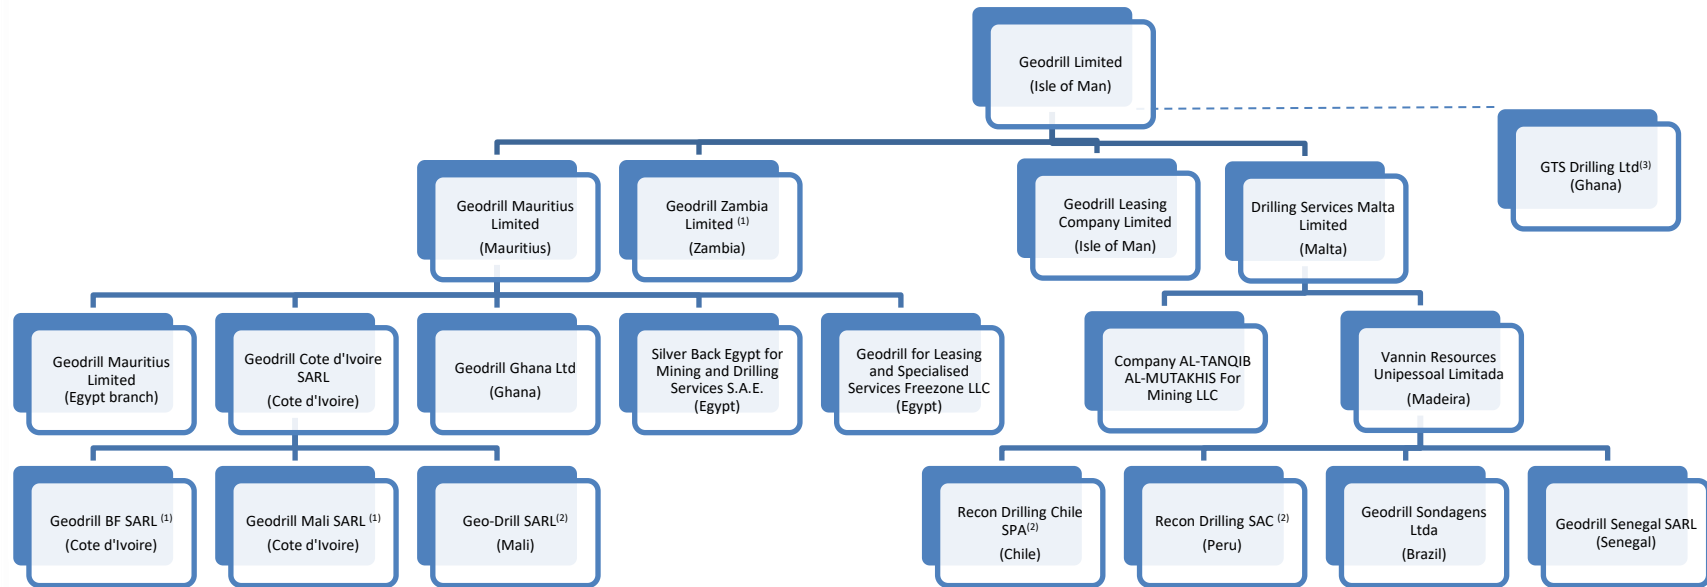 Geodrill Limited
(Isle of Man)
GTS Drilling Ltd(3)
(Ghana)
Geodrill Mauritius
Limited
(Mauritius)
Geodrill Zambia
Limited (1)
(Zambia)
Geodrill Leasing
Company Limited
(Isle of Man)
Drilling Services Malta
Limited
(Malta)
Geodrill Mauritius
Limited
(Egypt branch)
Geodrill Cote d'Ivoire
SARL
(Cote d'Ivoire)
Geodrill Ghana Ltd
(Ghana)
Silver Back Egypt for
Mining and Drilling
Services S.A.E.
(Egypt)
Geodrill for Leasing
and Specialised
Services Freezone LLC
(Egypt)
Company AL-TANQIB
AL-MUTAKHIS For
Mining LLC
Vannin Resources
Unipessoal Limitada
(Madeira)
Geodrill BF SARL (1)
(Cote d'Ivoire)
Geodrill Mali SARL (1)
(Cote d'Ivoire)
Geo-Drill SARL(2)
(Mali)
Recon Drilling Chile
SPA(2)
(Chile)
Recon Drilling SAC (2)
(Peru)
Geodrill Sondagens
Ltda
(Brazil)
Geodrill Senegal SARL
(Senegal)